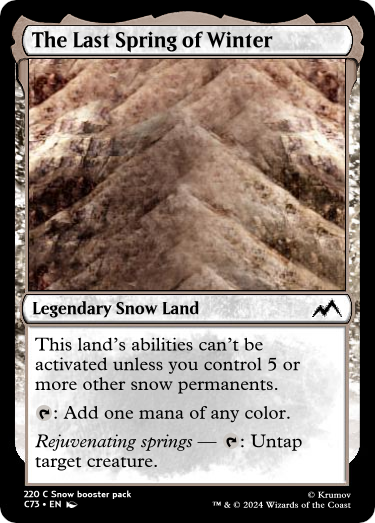 The Last Spring of Winter
Legendary Snow Land
This land's abilities can't be
activated unless you control 5 or
more other snow permanents.
: Add one mana of any color.
Rejuvenating springs — : Untap
target creature.
220 C Snow booster pack
C73 • EN
© Krumov
™ & © 2024 Wizards of the Coast